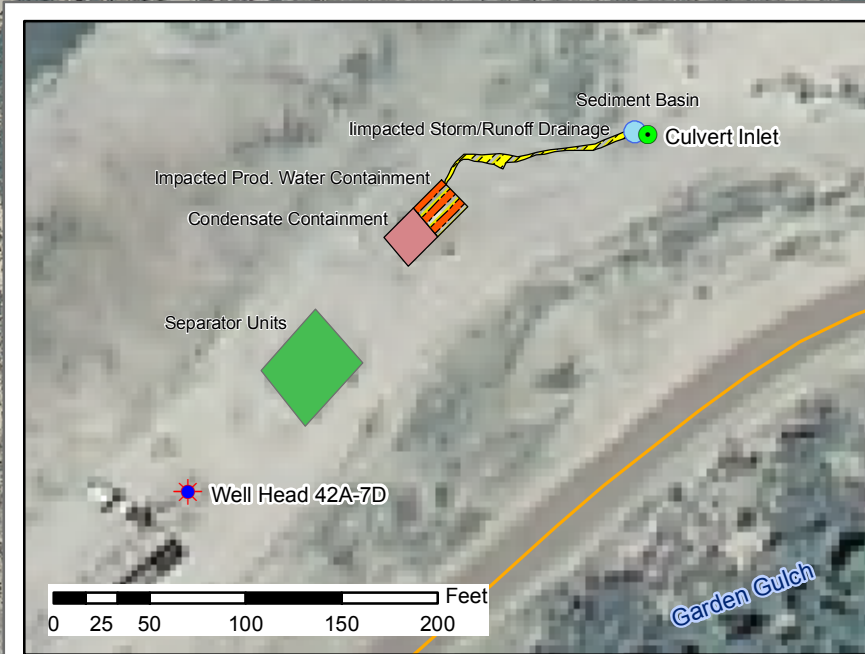 Sediment Basin
Iimpacted Storm/Runoff Drainage
Culvert Inlet
Impacted Prod. Water Containment
Condensate Containment
Separator Units
Well Head 42A-7D
Garden Gulch
Feet
0 25 50 100 150 200